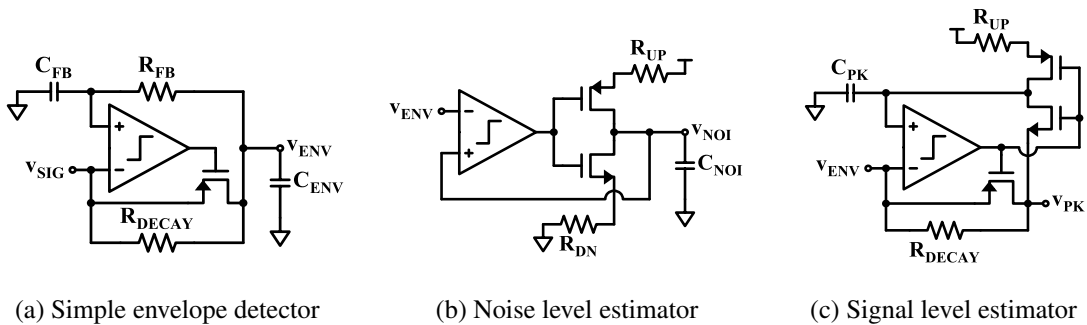 C_FB
R_FB
+
−
v_SIG
v_ENV
C_ENV
R_DECAY
(a) Simple envelope detector
R_UP
v_ENV
−
+
v_NOI
C_NOI
R_DN
(b) Noise level estimator
R_UP
C_PK
+
−
v_ENV
v_PK
R_DECAY
(c) Signal level estimator